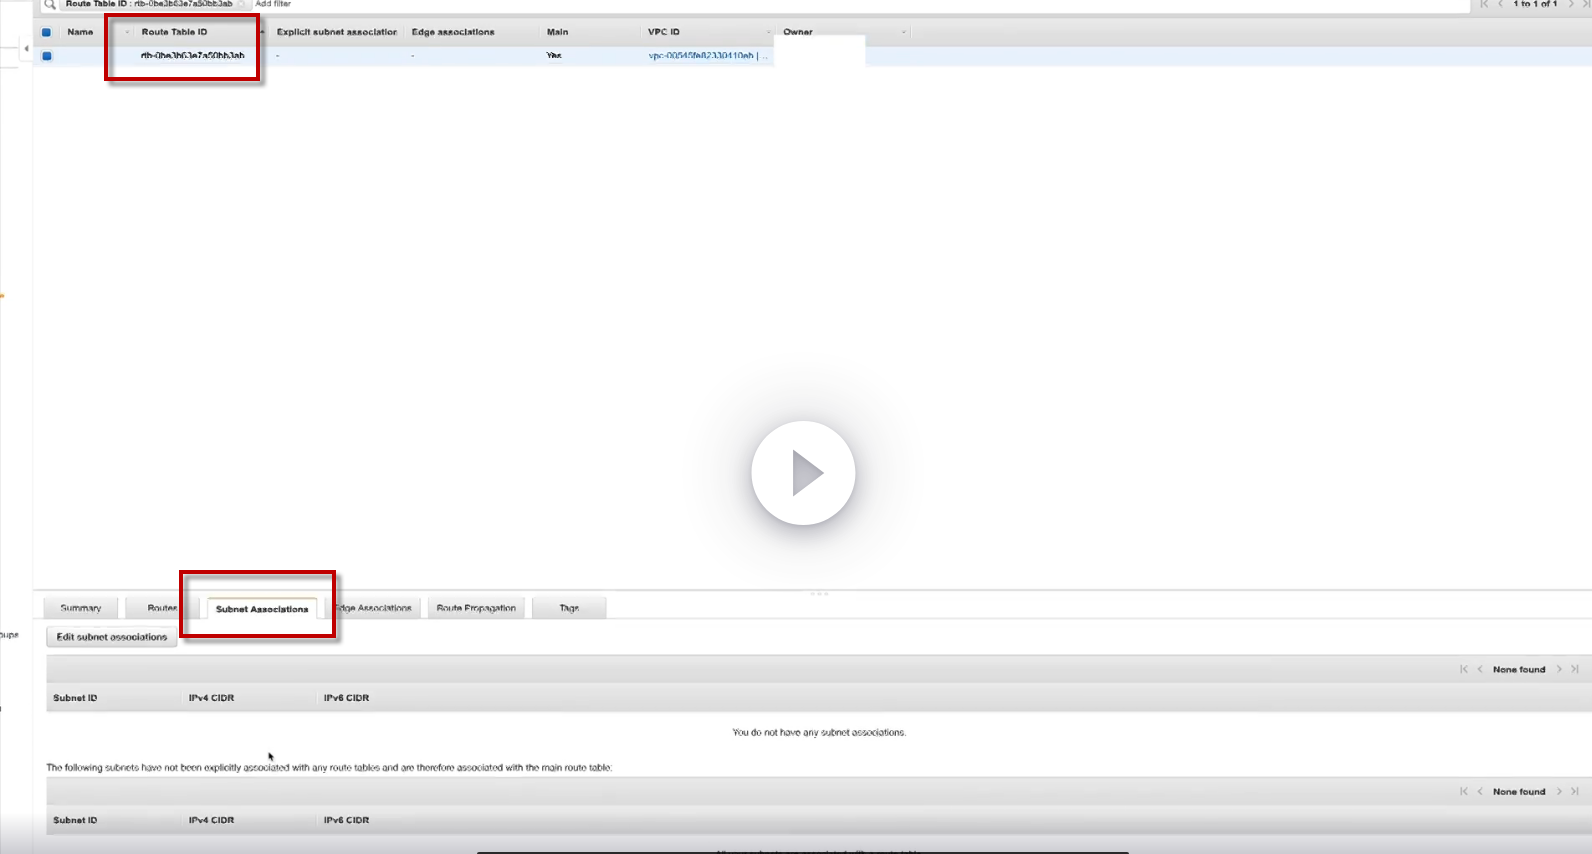 Route Table ID : rtb-0be3b63e7a50bb3ab Add filter 1 to 1 of 1
Name Route Table ID Explicit subnet association Edge associations Main VPC ID Owner
rtb-0be3b63e7a50bb3ab - - Yes vpc-00545fe82330410eb | ...
Summary Routes Subnet Associations Edge Associations Route Propagation Tags
Edit subnet associations
None found
Subnet ID IPv4 CIDR IPv6 CIDR
You do not have any subnet associations.
The following subnets have not been explicitly associated with any route tables and are therefore associated with the main route table:
None found
Subnet ID IPv4 CIDR IPv6 CIDR